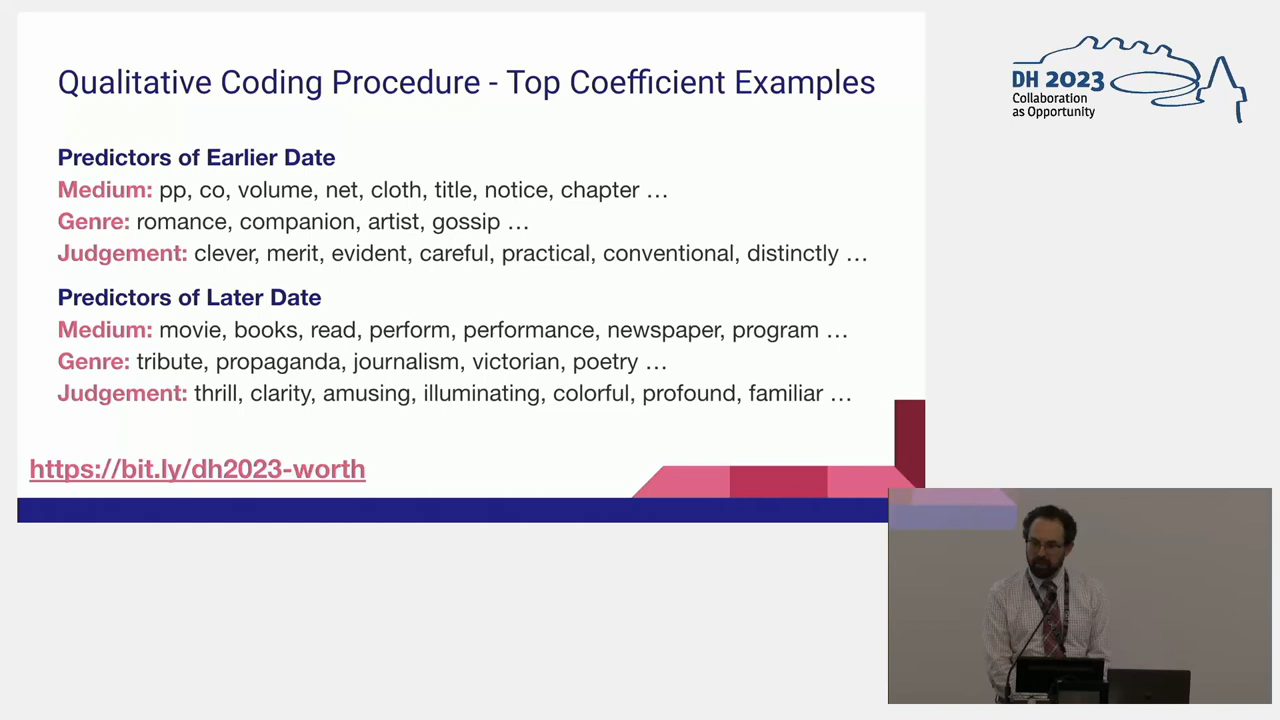 Qualitative Coding Procedure - Top Coefficient Examples
Predictors of Earlier Date
Medium: pp, co, volume, net, cloth, title, notice, chapter …
Genre: romance, companion, artist, gossip …
Judgement: clever, merit, evident, careful, practical, conventional, distinctly …
Predictors of Later Date
Medium: movie, books, read, perform, performance, newspaper, program …
Genre: tribute, propaganda, journalism, victorian, poetry …
Judgement: thrill, clarity, amusing, illuminating, colorful, profound, familiar …
https://bit.ly/dh2023-worth
DH 2023
Collaboration
as Opportunity